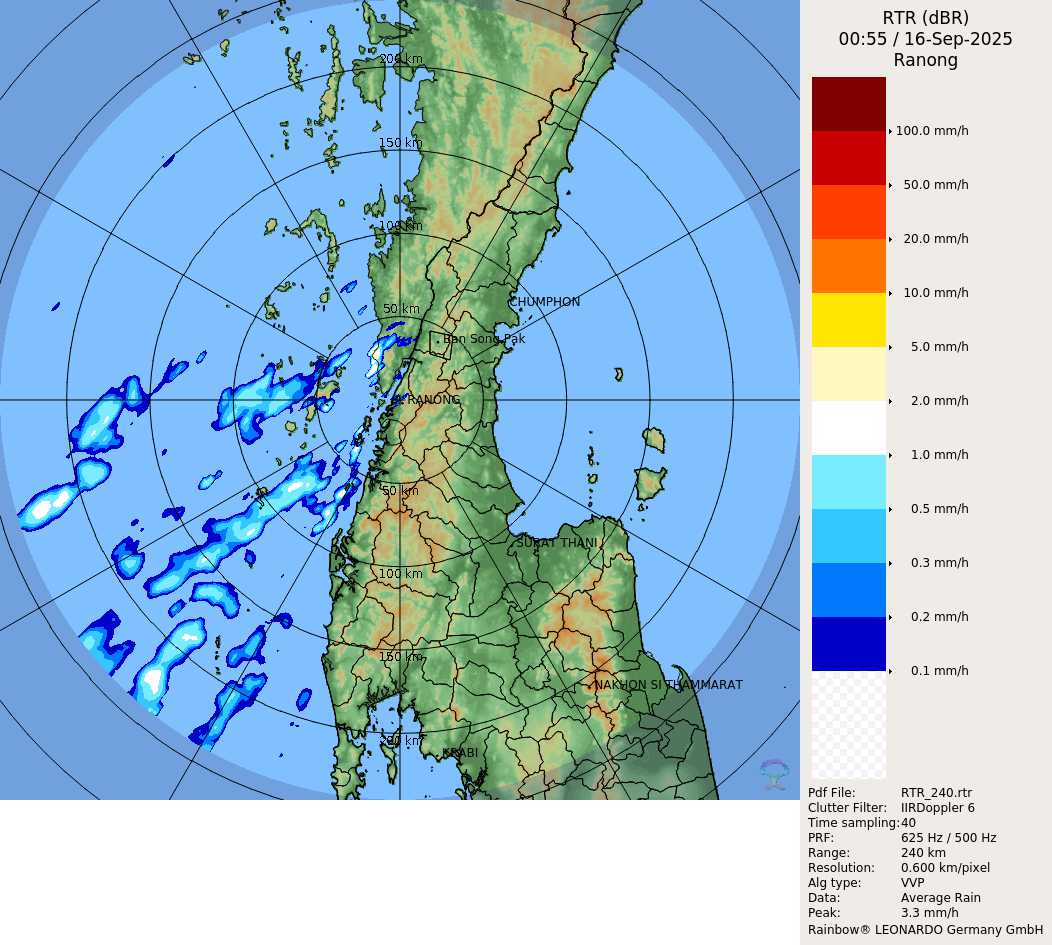 RTR (dBR)
00:55 / 16-Sep-2025
Ranong
200 km
150 km
100 km
50 km
CHUMPHON
Ban Song Pak
RANONG
50 km
SURAT THANI
100 km
150 km
NAKHON SI THAMMARAT
200 km
KRABI
100.0 mm/h
50.0 mm/h
20.0 mm/h
10.0 mm/h
5.0 mm/h
2.0 mm/h
1.0 mm/h
0.5 mm/h
0.3 mm/h
0.2 mm/h
0.1 mm/h
Pdf File: RTR_240.rtr
Clutter Filter: IIRDoppler 6
Time sampling: 40
PRF: 625 Hz / 500 Hz
Range: 240 km
Resolution: 0.600 km/pixel
Alg type: VVP
Data: Average Rain
Peak: 3.3 mm/h
Rainbow® LEONARDO Germany GmbH